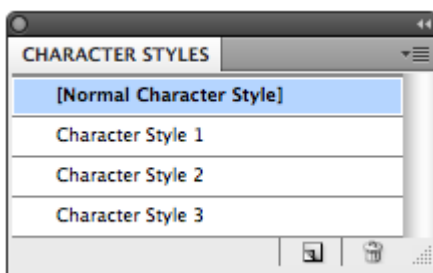 CHARACTER STYLES
[Normal Character Style]
Character Style 1
Character Style 2
Character Style 3